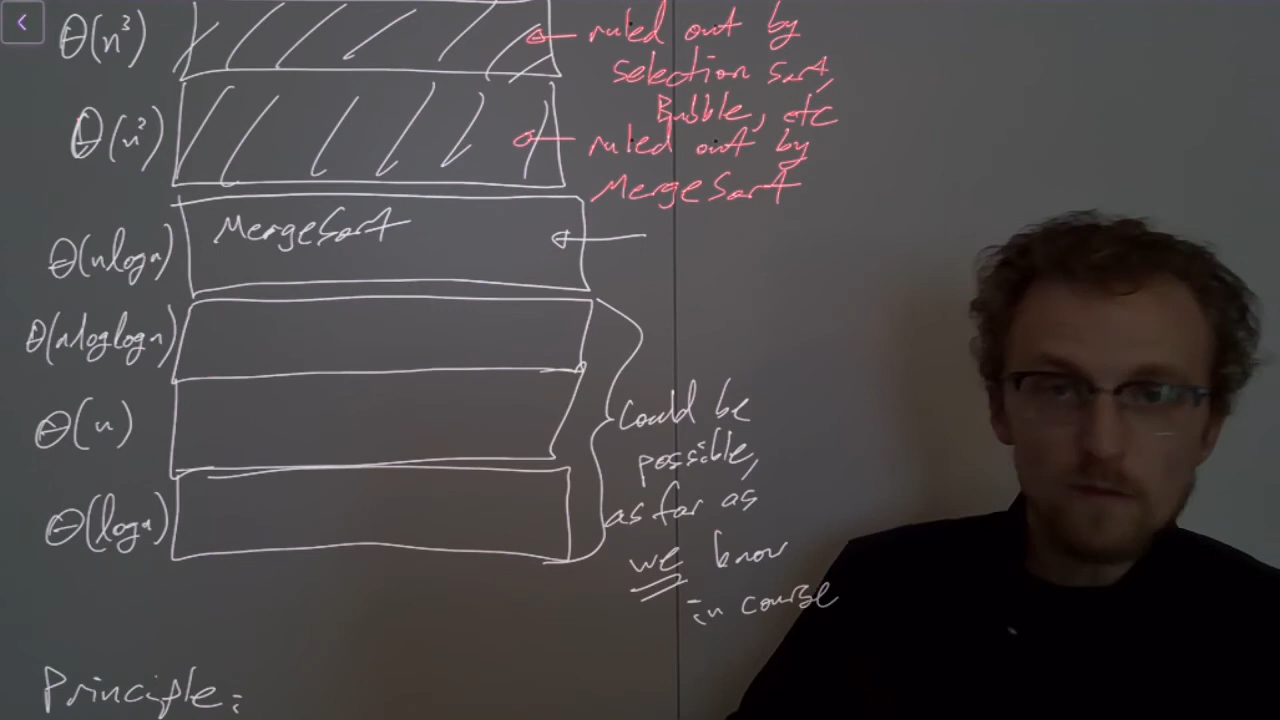 Θ(n³)
ruled out by
selection sort,
Bubble, etc
Θ(n²)
ruled out by
MergeSort
MergeSort
Θ(nlogn)
Θ(nloglogn)
Θ(n)
Θ(logn)
Could be
possible,
as far as
we know
in course
Principle: